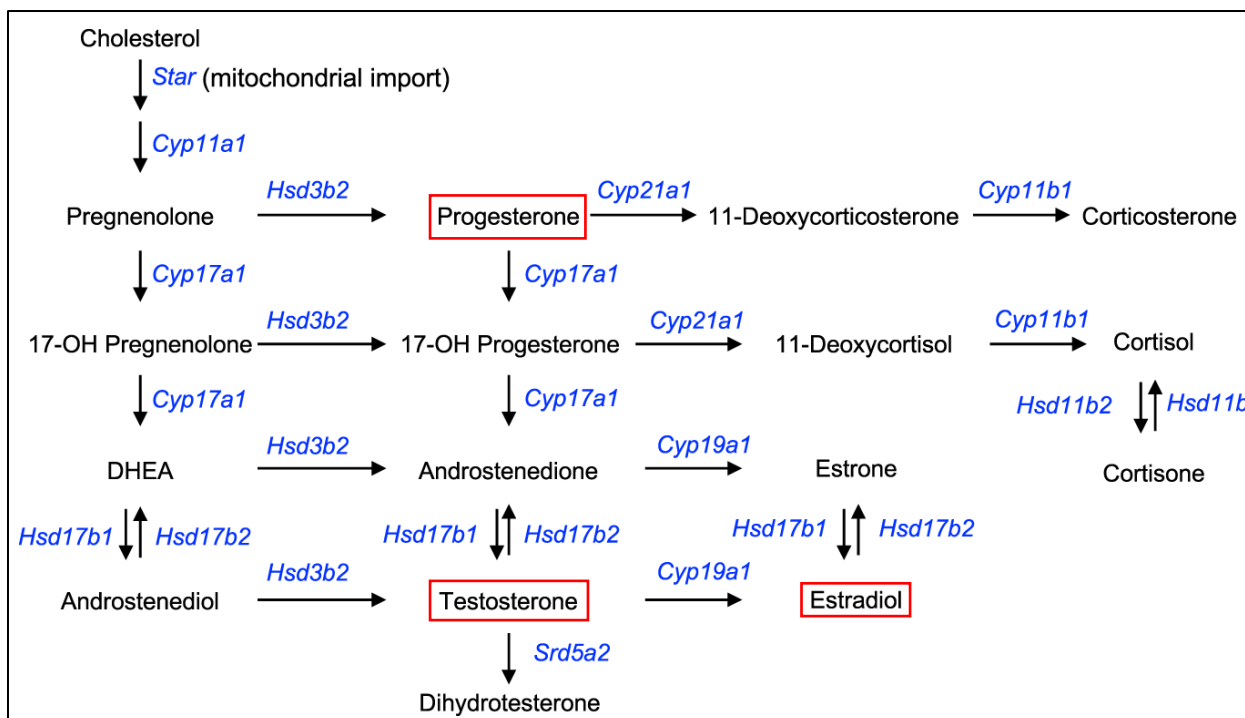 Cholesterol
Star (mitochondrial import)
Cyp11a1
Hsd3b2 Cyp21a1 Cyp11b1
Pregnenolone Progesterone 11-Deoxycorticosterone Corticosterone
Cyp17a1 Cyp17a1
Hsd3b2 Cyp21a1 Cyp11b1
17-OH Pregnenolone 17-OH Progesterone 11-Deoxycortisol Cortisol
Cyp17a1 Cyp17a1 Hsd11b2 Hsd11b
Hsd3b2 Cyp19a1
DHEA Androstenedione Estrone Cortisone
Hsd17b1 Hsd17b2 Hsd17b1 Hsd17b2 Hsd17b1 Hsd17b2
Hsd3b2 Cyp19a1
Androstenediol Testosterone Estradiol
Srd5a2
Dihydrotesterone